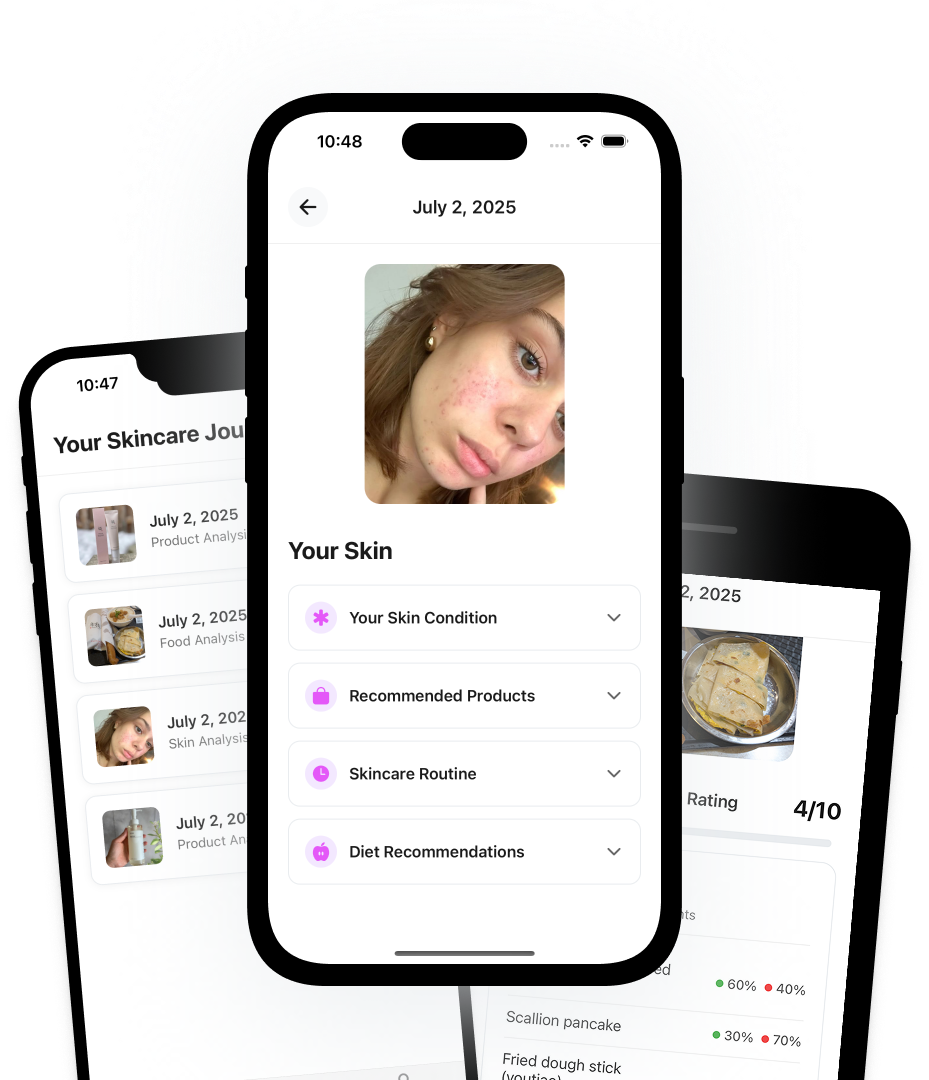 10:48
July 2, 2025
Your Skin
Your Skin Condition
Recommended Products
Skincare Routine
Diet Recommendations
10:47
Your Skincare Jou
July 2, 2025
Product Analysi
July 2, 2025
Food Analysis
July 2, 202
Skin Analysis
July 2, 20
Product An
2, 2025
Rating
4/10
nts
ed
60% 40%
Scallion pancake
30% 70%
Fried dough stick
(youtiao)